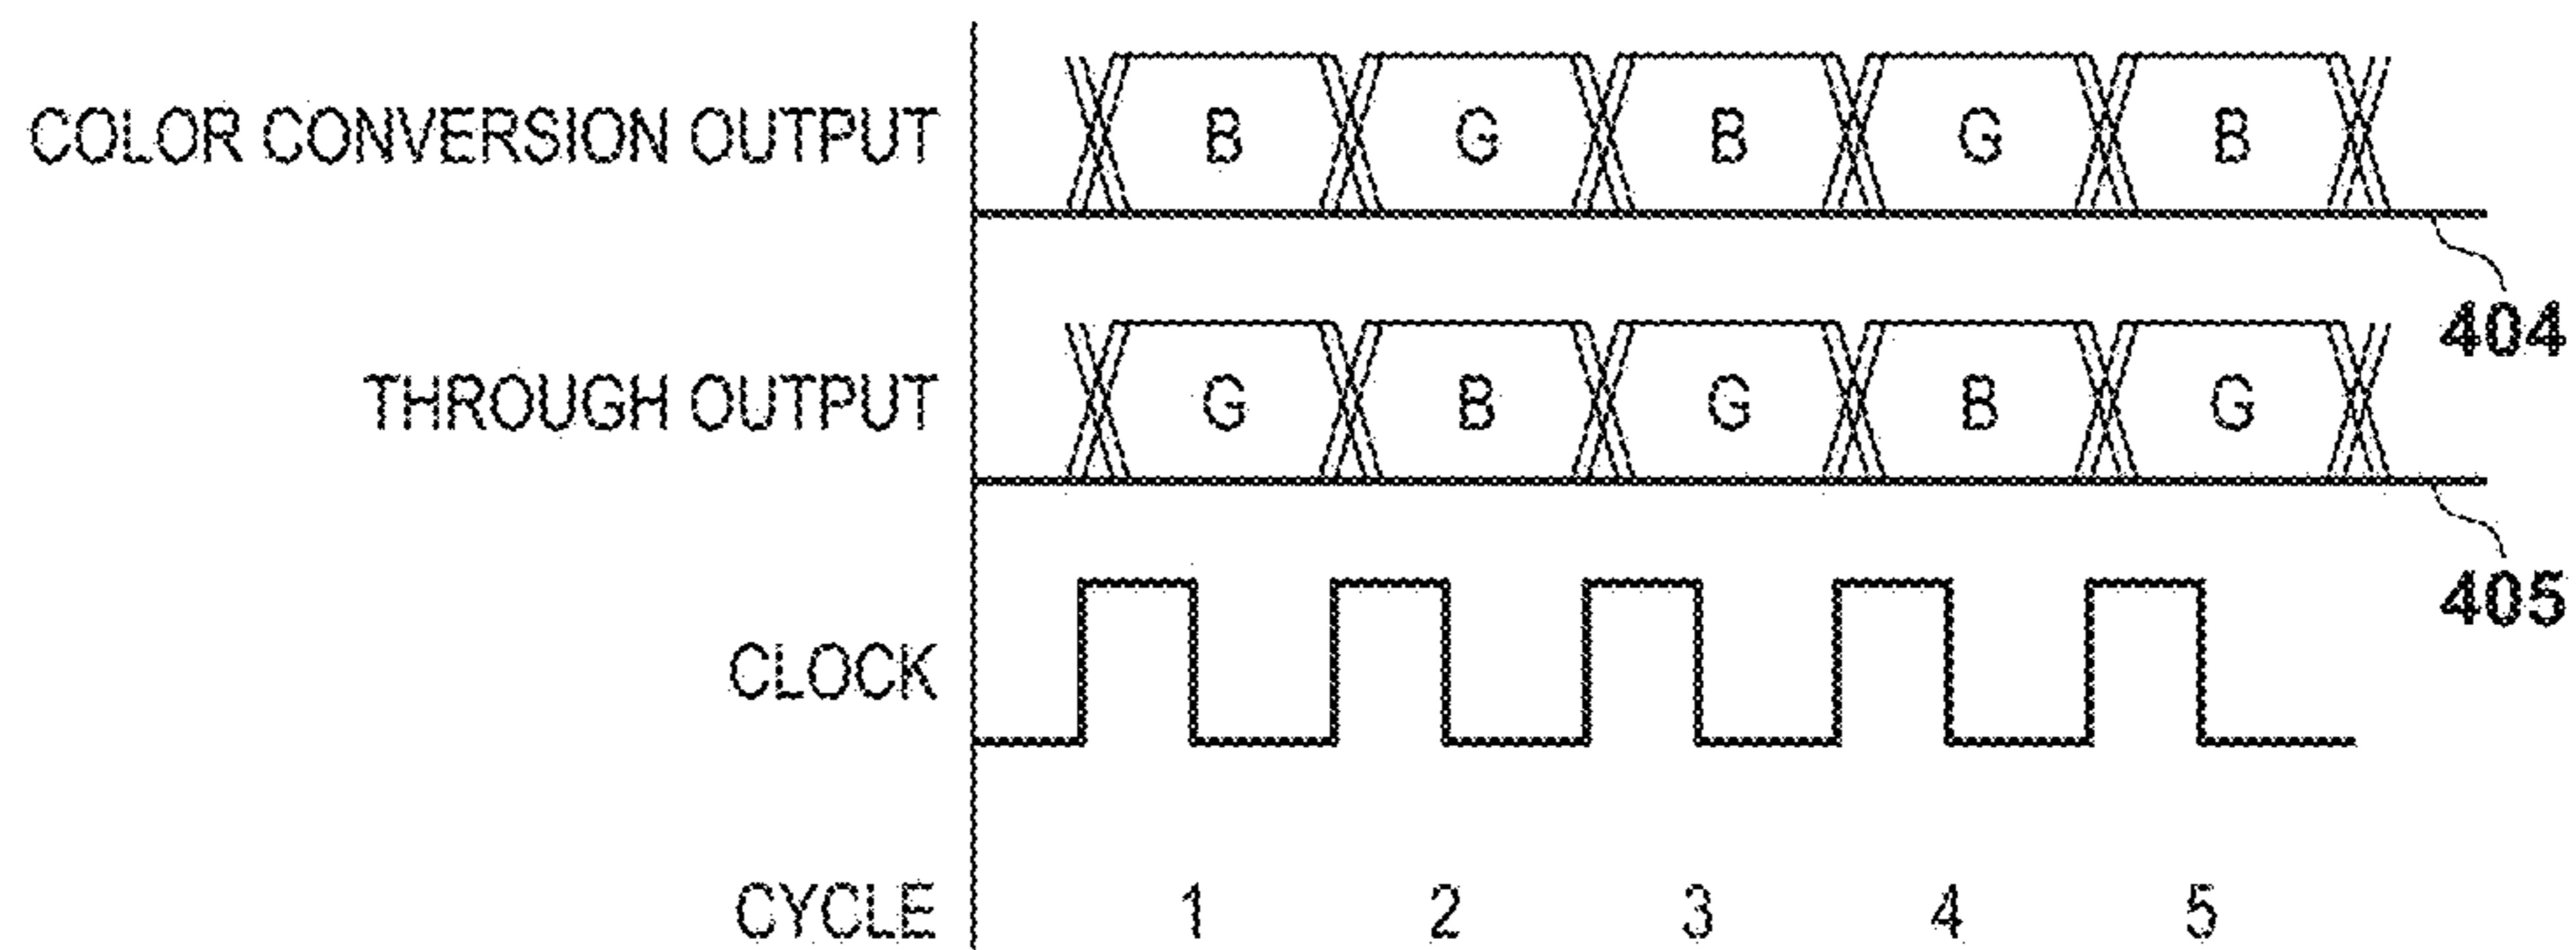 COLOR CONVERSION OUTPUT B G B G B
404
THROUGH OUTPUT G B G B G
405
CLOCK
CYCLE 1 2 3 4 5